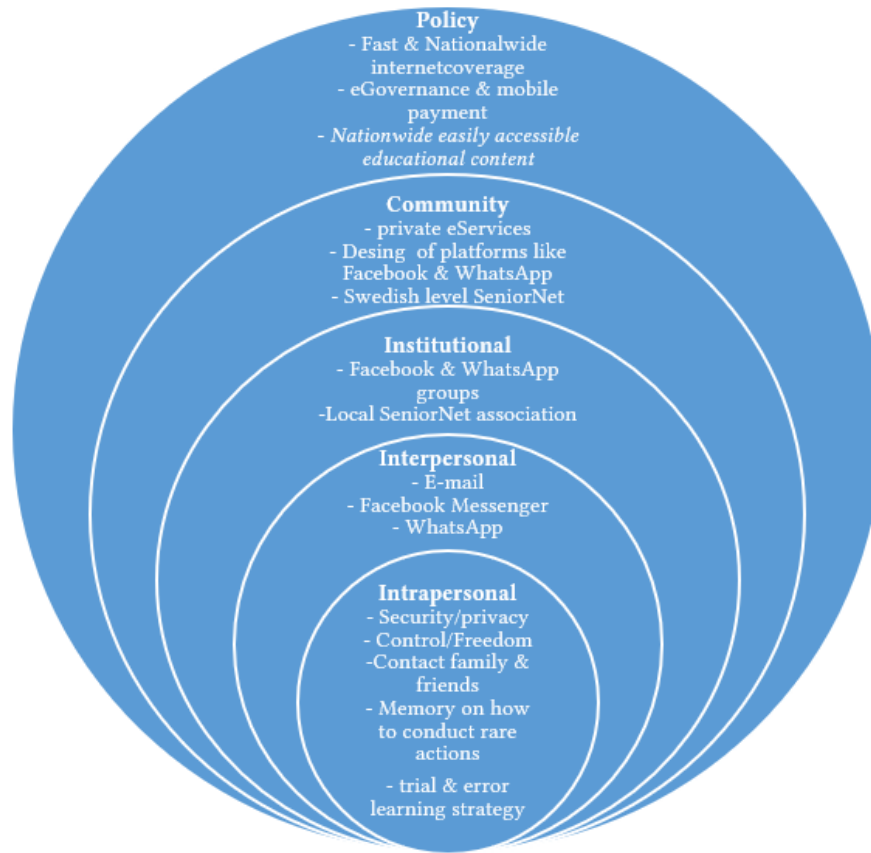 Policy
- Fast & Nationalwide
internetcoverage
- eGovernance & mobile
payment
- Nationwide easily accessible
educational content
Community
- private eServices
- Desing of platforms like
Facebook & WhatsApp
- Swedish level SeniorNet
Institutional
- Facebook & WhatsApp
groups
-Local SeniorNet association
Interpersonal
- E-mail
- Facebook Messenger
- WhatsApp
Intrapersonal
- Security/privacy
- Control/Freedom
-Contact family &
friends
- Memory on how
to conduct rare
actions
- trial & error
learning strategy